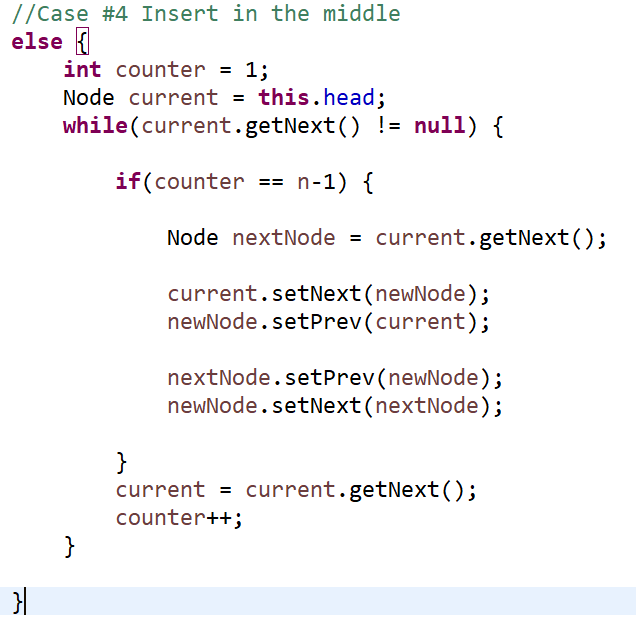 //Case #4 Insert in the middle
else {
int counter = 1;
Node current = this.head;
while(current.getNext() != null) {
if(counter == n-1) {
Node nextNode = current.getNext();
current.setNext(newNode);
newNode.setPrev(current);
nextNode.setPrev(newNode);
newNode.setNext(nextNode);
}
current = current.getNext();
counter++;
}
}